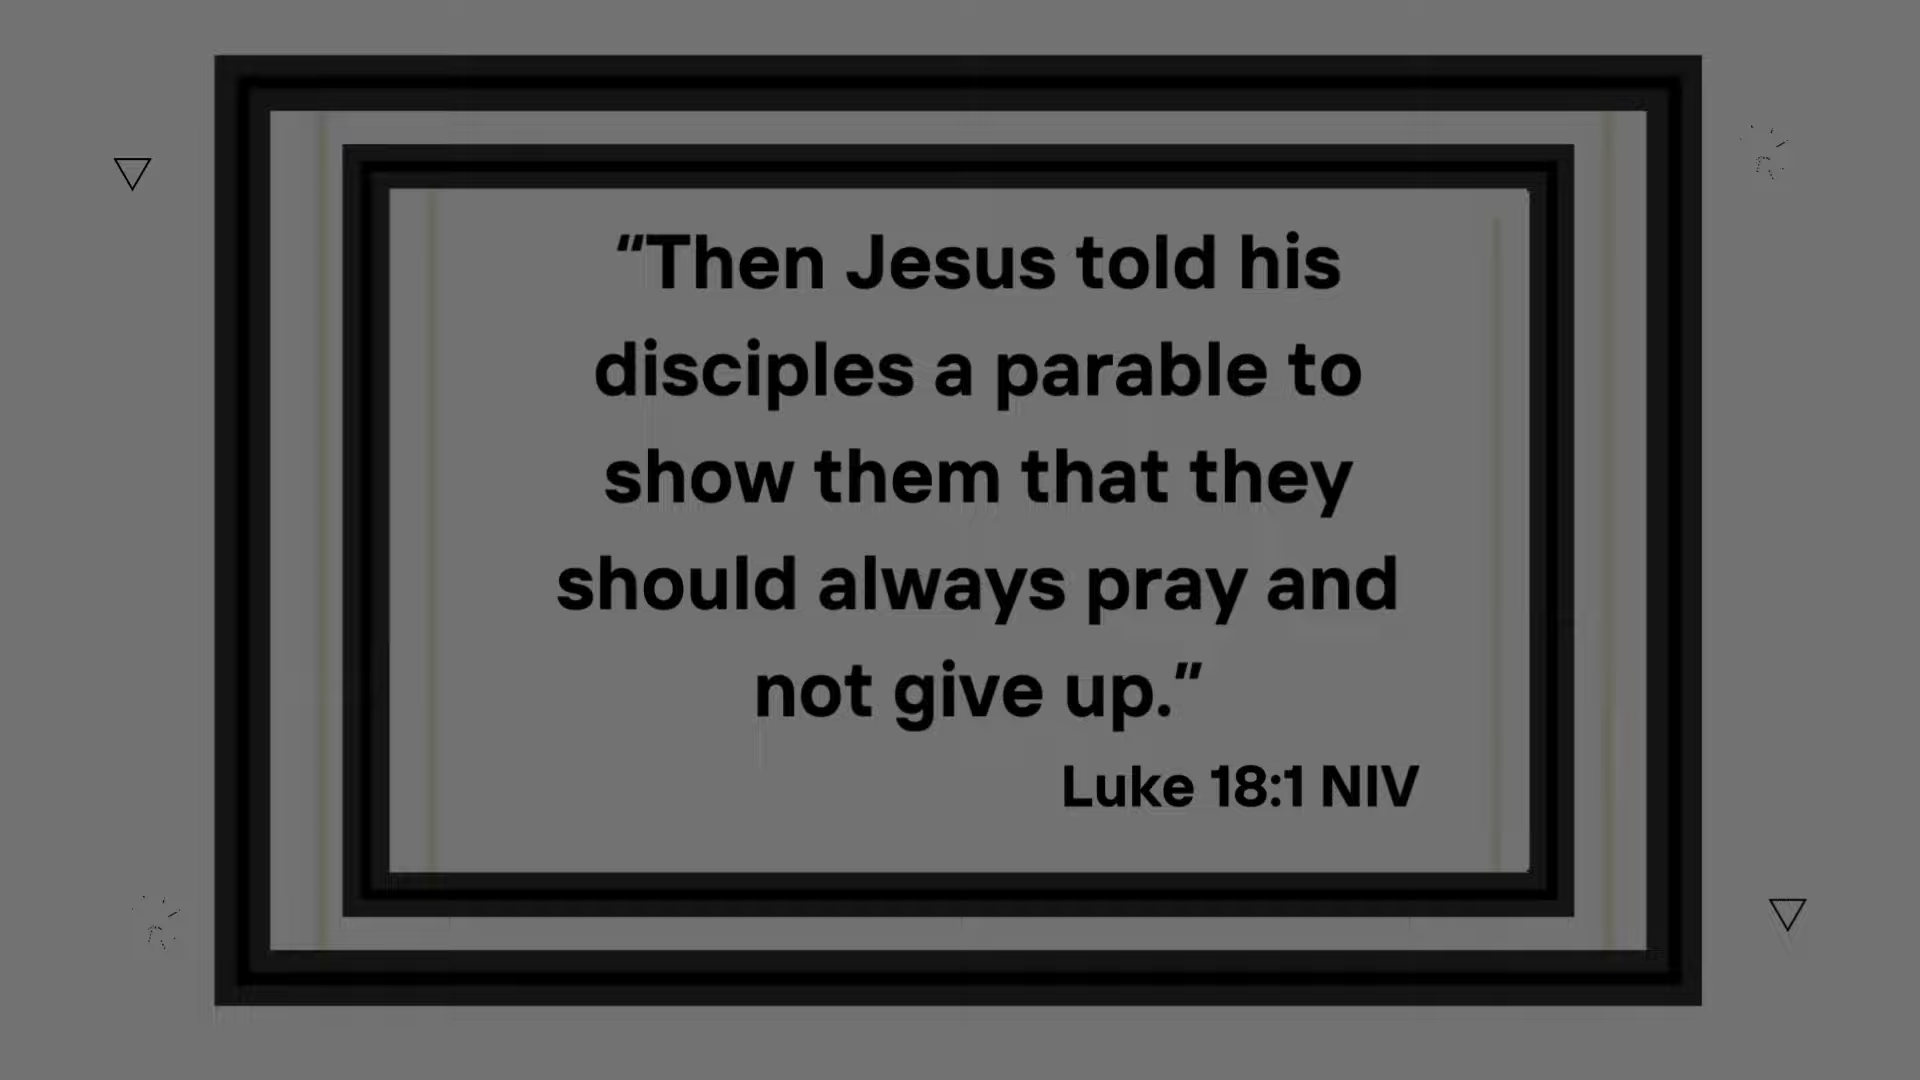 “Then Jesus told his
disciples a parable to
show them that they
should always pray and
not give up.”
Luke 18:1 NIV